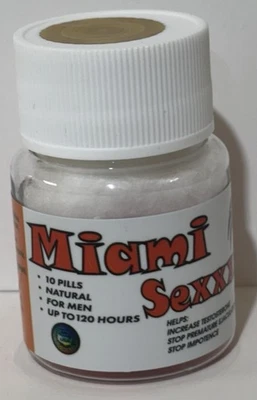 Miami
Sexxx
• 10 PILLS
• NATURAL
• FOR MEN
• UP TO 120 HOURS
HELPS:
INCREASE TESTOSTERONE
STOP PREMATURE
STOP IMPOTENCE